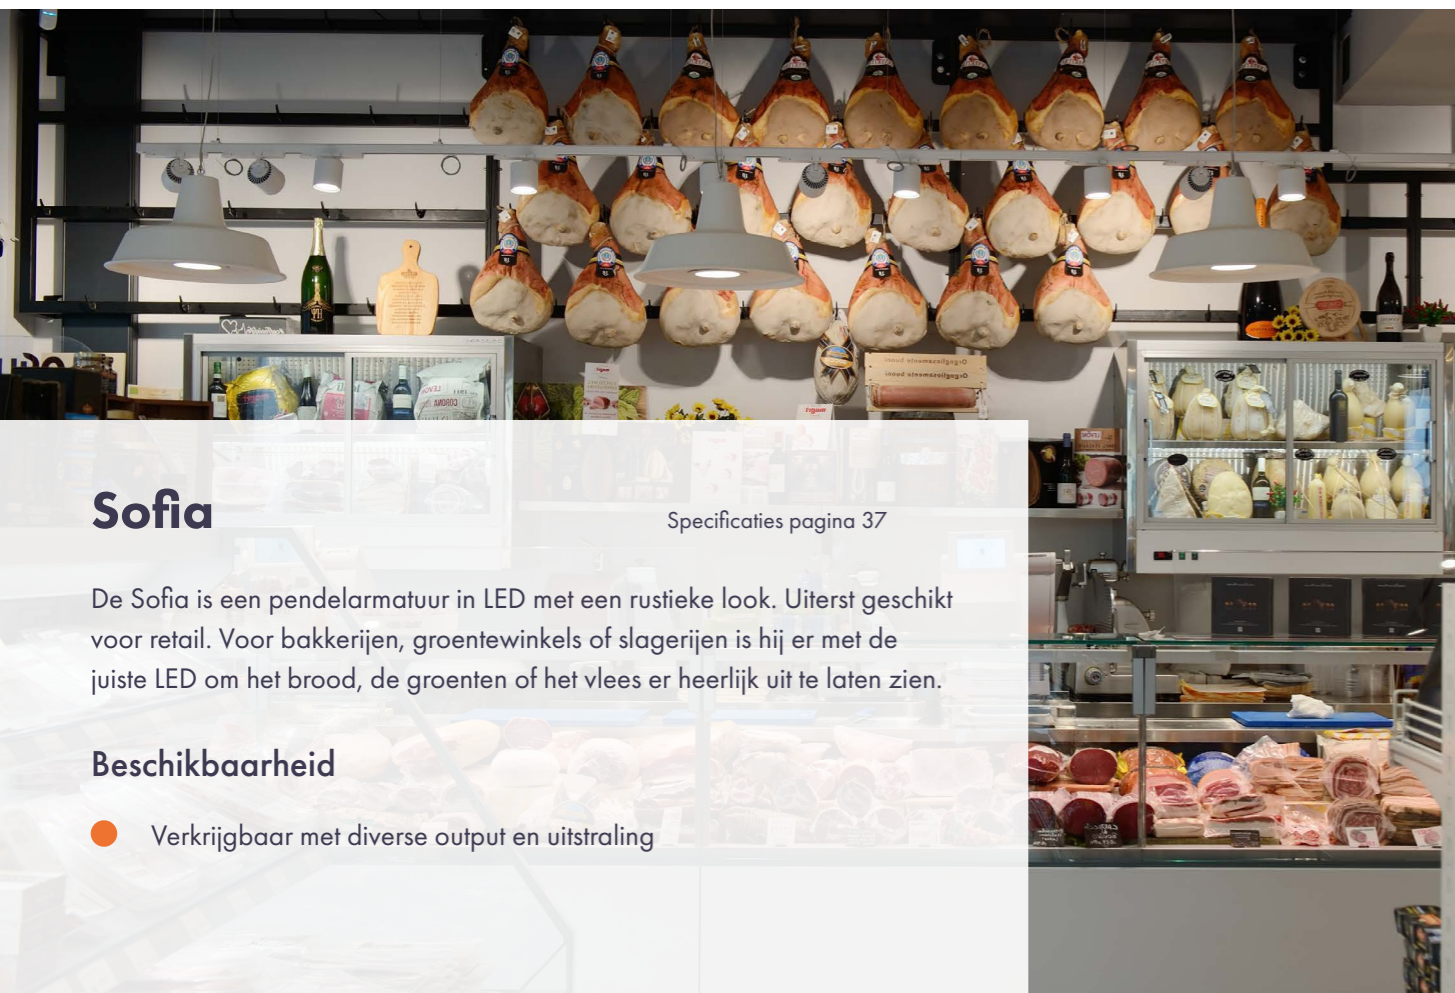 Sofia
Specificaties pagina 37
De Sofia is een pendelarmatuur in LED met een rustieke look. Uiterst geschikt
voor retail. Voor bakkerijen, groentewinkels of slagerijen is hij er met de
juiste LED om het brood, de groenten of het vlees er heerlijk uit te laten zien.
Beschikbaarheid
Verkrijgbaar met diverse output en uitstraling